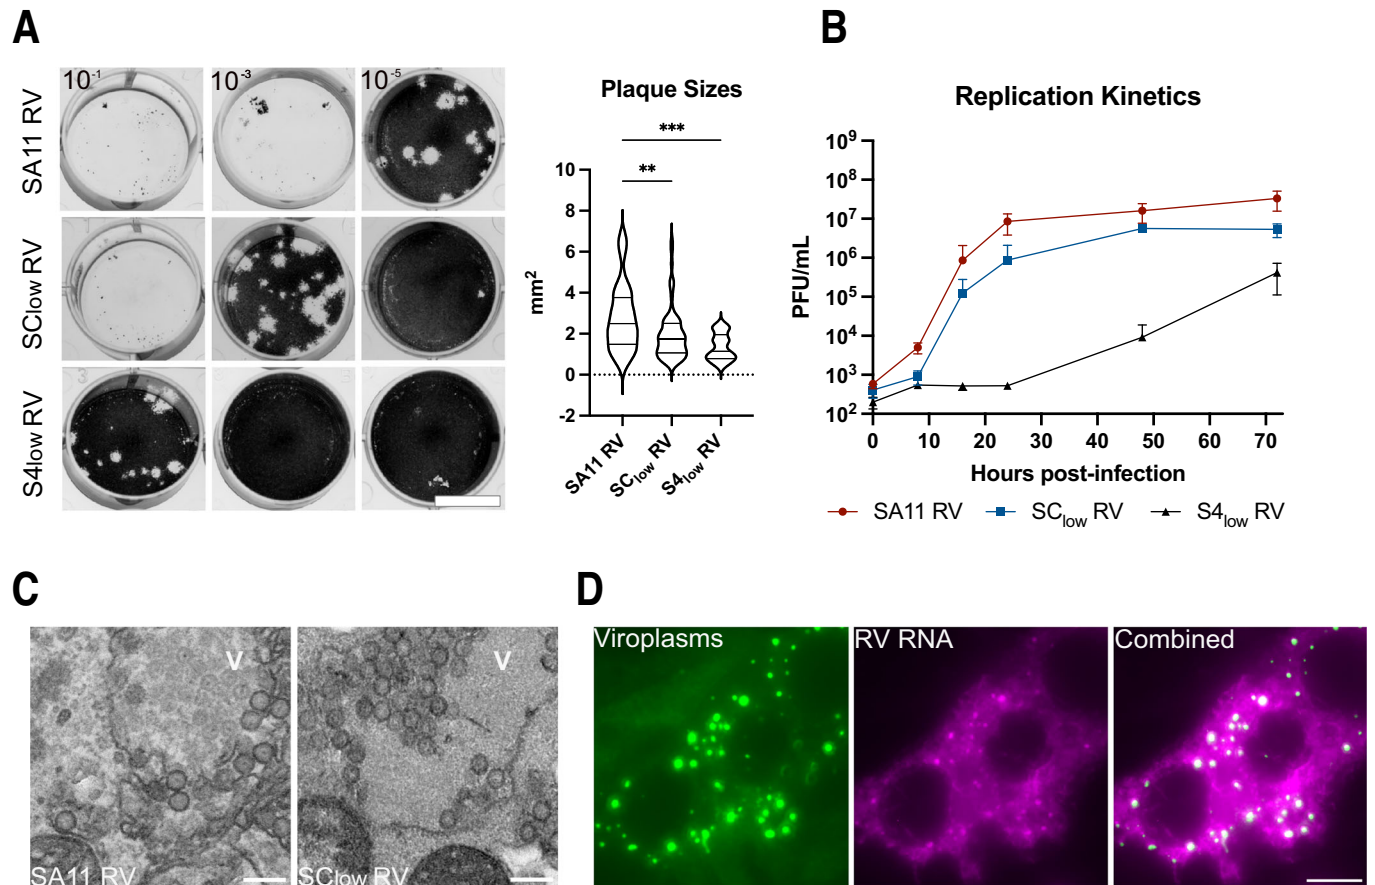 A
10-1
10-3
10-5
SA11 RV
SClow RV
S4low RV
Plaque Sizes
***
**
10
8
6
4
2
0
-2
mm2
SA11 RV
SClow RV
S4low RV
B
Replication Kinetics
109
108
107
106
105
104
103
102
PFU/mL
0 10 20 30 40 50 60 70
Hours post-infection
SA11 RV SClow RV S4low RV
C
V
V
SA11 RV
SClow RV
D
Viroplasms
RV RNA
Combined